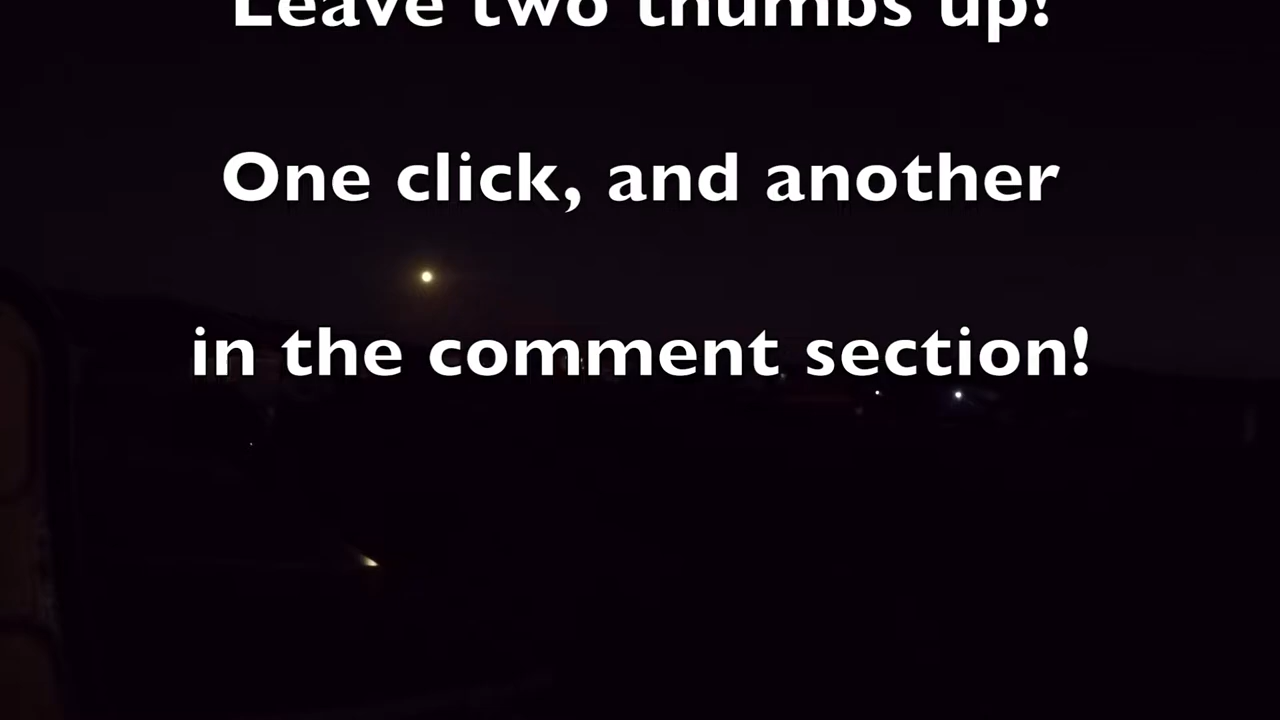 Leave two thumbs up!
One click, and another
in the comment section!